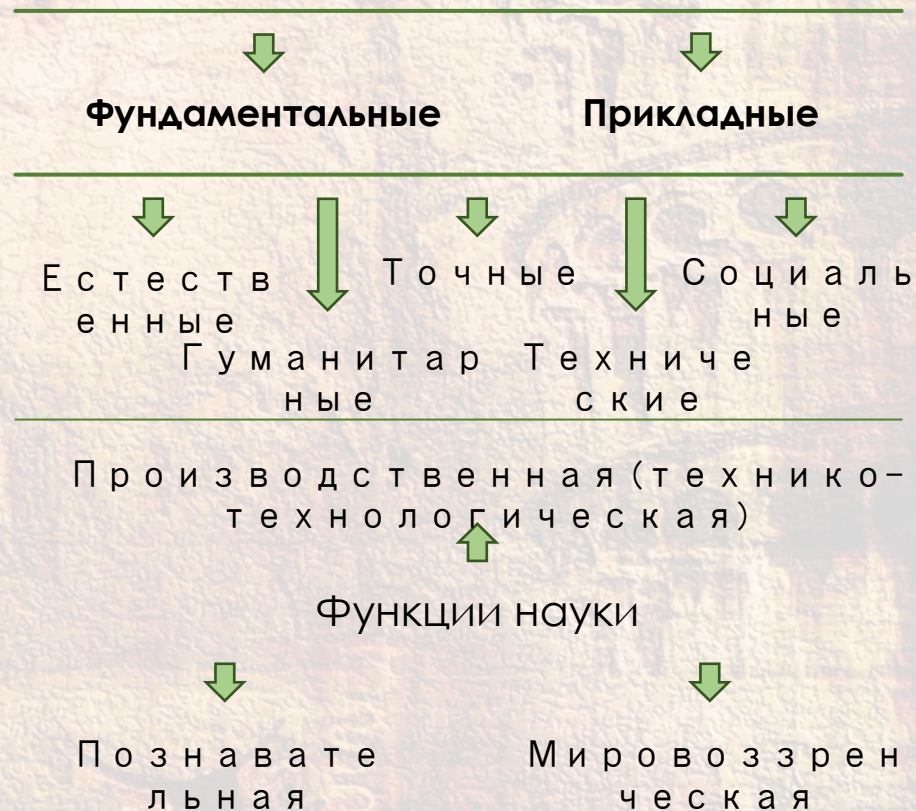 Фундаментальные Прикладные
Естеств Точные Социаль
енные ные
Гуманитар Техниче
ные ские
Производственная(технико-
технологическая)
Функции науки
Познавате Мировоззрен
льная ческая